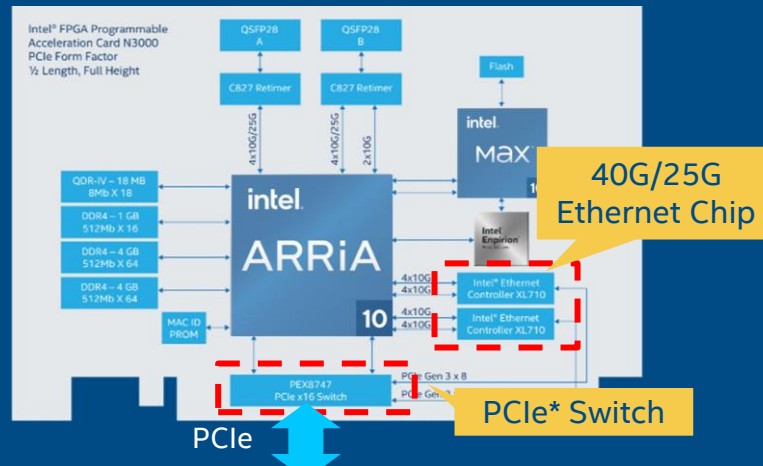 Intel® FPGA Programmable
Acceleration Card N3000
PCIe Form Factor
½ Length, Full Height
QSFP28
A
QSFP28
B
C827 Retimer
C827 Retimer
Flash
4x10G/25G
4x10G/25G
2x10G
intel.
MAX
10
40G/25G
Ethernet Chip
QDR-IV – 18 MB
8Mb X 18
DDR4 – 1 GB
512Mb X 16
DDR4 – 4 GB
512Mb X 64
DDR4 – 4 GB
512Mb X 64
MAC ID
PROM
intel.
ARRiA
10
Intel
Enpirion
4x10G
4x10G
Intel® Ethernet
Controller XL710
4x10G
4x10G
Intel® Ethernet
Controller XL710
PEX8747
PCIe x16 Switch
PCIe Gen 3 x 8
PCIe Gen
PCIe* Switch
PCIe